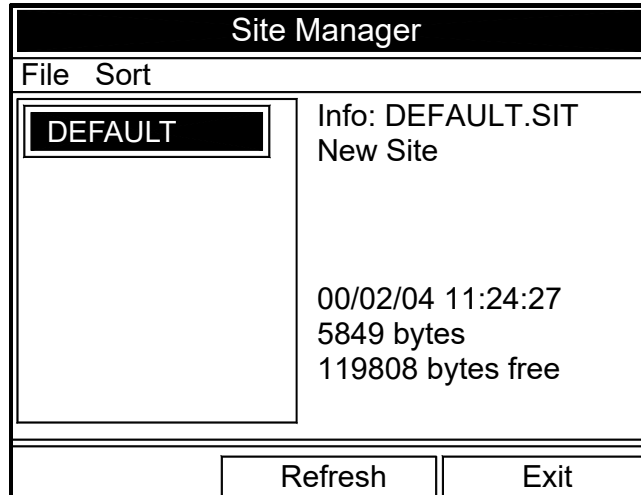 Site Manager
File Sort
DEFAULT
Info: DEFAULT.SIT
New Site
00/02/04 11:24:27
5849 bytes
119808 bytes free
Refresh
Exit